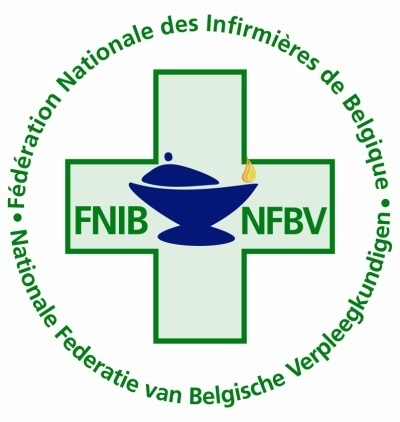 • Fédération Nationale des Infirmières de Belgique •
FNIB NFBV
Nationale Federatie van Belgische Verpleegkundigen